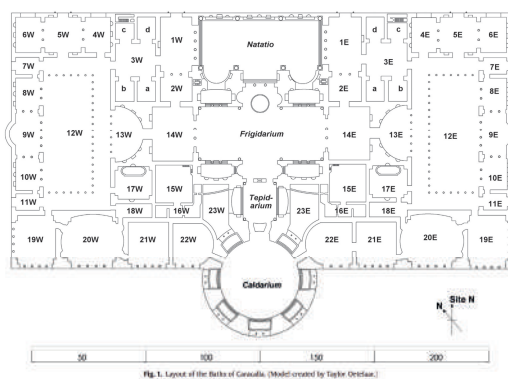 6W 5W 4W c d 1W Natatio 1E d c 4E 5E 6E
3W 3E
7W 7E
8W b a 2W 2E a b 8E
9W 12W 13W 14W Frigidarium 14E 13E 12E 9E
10W 17W 15W 15E 17E 10E
11W Tepid-
arium 11E
18W 16W 23W 23E 16E 18E
19W 20W 21W 22W 22E 21E 20E 19E
Caldarium
N Site N
50 100 150 200
Fig. 1. Layout of the Baths of Caracalla. (Model created by Taylor Oetelaar.)